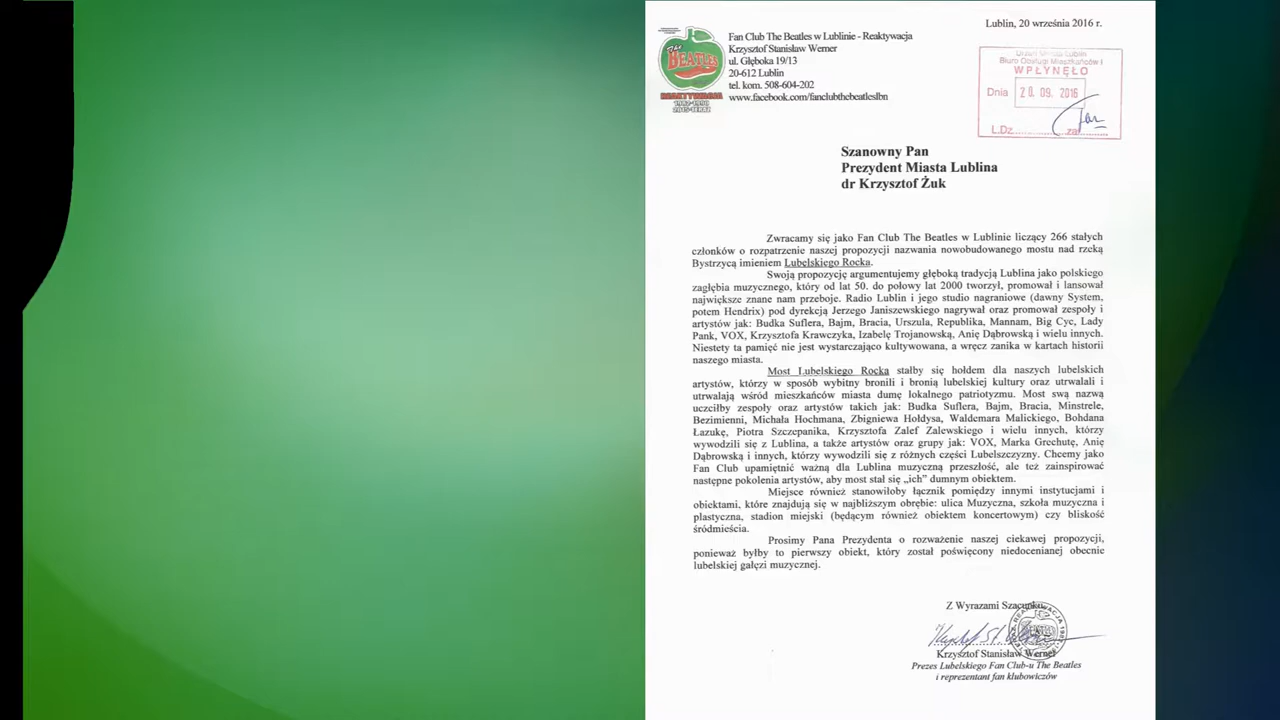 Lublin, 20 września 2016 r.
The
BEATLES
REAKTYWACJA
Fan Club The Beatles w Lublinie - Reaktywacja
Krzysztof Stanisław Werner
ul. Głęboka 19/13
20-612 Lublin
tel. kom. 508-604-202
www.facebook.com/fanclubthebeatleslbn
Urząd Miasta Lublin
Biuro Obsługi Mieszkańców I
WPŁYNĘŁO
Dnia 20. 09. 2016
L.Dz. za
Szanowny Pan
Prezydent Miasta Lublina
dr Krzysztof Żuk
Zwracamy się jako Fan Club The Beatles w Lublinie liczący 266 stałych
członków o rozpatrzenie naszej propozycji nazwania nowobudowanego mostu nad rzeką
Bystrzycą imieniem Lubelskiego Rocka.
Swoją propozycję argumentujemy głęboką tradycją Lublina jako polskiego
zagłębia muzycznego, który od lat 50. do połowy lat 2000 tworzył, promował i lansował
największe znane nam przeboje. Radio Lublin i jego studio nagraniowe (dawny System,
potem Hendrix) pod dyrekcją Jerzego Janiszewskiego nagrywał oraz promował zespoły i
artystów jak: Budka Suflera, Bajm, Bracia, Urszula, Republika, Mannam, Big Cyc, Lady
Pank, VOX, Krzysztofa Krawczyka, Izabelę Trojanowską, Anię Dąbrowską i wielu innych.
Niestety ta pamięć nie jest wystarczająco kultywowana, a wręcz zanika w kartach historii
naszego miasta.
Most Lubelskiego Rocka stałby się hołdem dla naszych lubelskich
artystów, którzy w sposób wybitny bronili i bronią lubelskiej kultury oraz utrwalali i
utrwalają wśród mieszkańców miasta dumę lokalnego patriotyzmu. Most swą nazwą
uczciłby zespoły oraz artystów takich jak: Budka Suflera, Bajm, Bracia, Minstrele,
Bezimienni, Michała Hochmana, Zbigniewa Hołdysa, Waldemara Malickiego, Bohdana
Łazukę, Piotra Szczepanika, Krzysztofa Zalef Zalewskiego i wielu innych, którzy
wywodzili się z Lublina, a także artystów oraz grupy jak: VOX, Marka Grechutę, Anię
Dąbrowską i innych, którzy wywodzili się z różnych części Lubelszczyzny. Chcemy jako
Fan Club upamiętnić ważną dla Lublina muzyczną przeszłość, ale też zainspirować
następne pokolenia artystów, aby most stał się „ich” dumnym obiektem.
Miejsce również stanowiłoby łącznik pomiędzy innymi instytucjami i
obiektami, które znajdują się w najbliższym obrębie: ulica Muzyczna, szkoła muzyczna i
plastyczna, stadion miejski (będącym również obiektem koncertowym) czy bliskość
śródmieścia.
Prosimy Pana Prezydenta o rozważenie naszej ciekawej propozycji,
ponieważ byłby to pierwszy obiekt, który został poświęcony niedocenianej obecnie
lubelskiej gałęzi muzycznej.
Z Wyrazami Szacunku
Krzysztof Stanisław Werner
Prezes Lubelskiego Fan Club-u The Beatles
i reprezentant fan klubowiczów